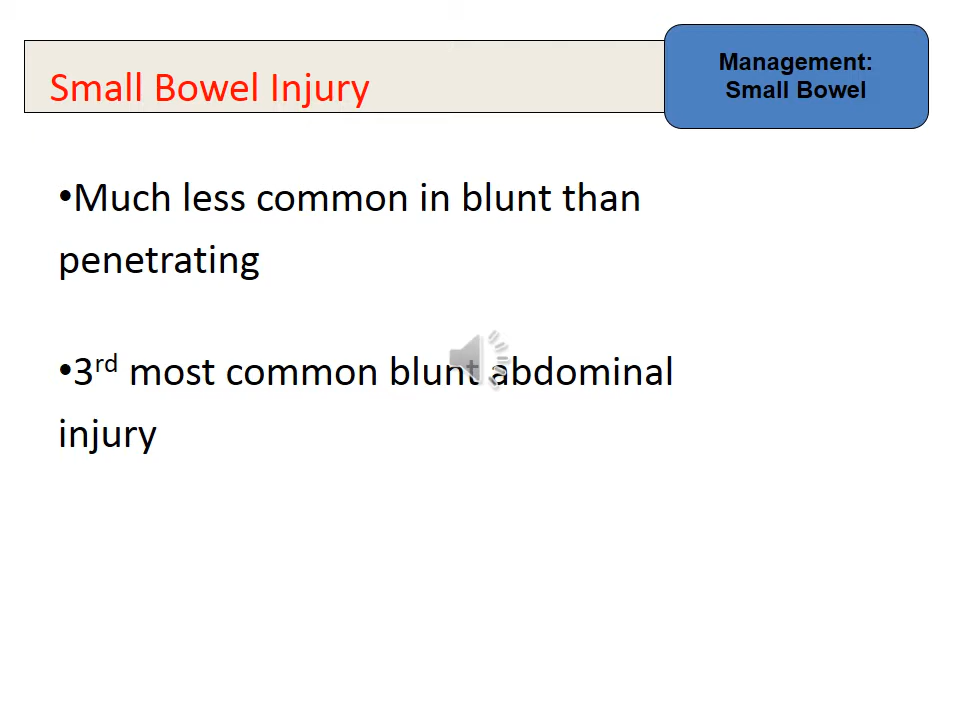 Small Bowel Injury
Management:
Small Bowel
•Much less common in blunt than
penetrating
•3rd most common blunt abdominal
injury